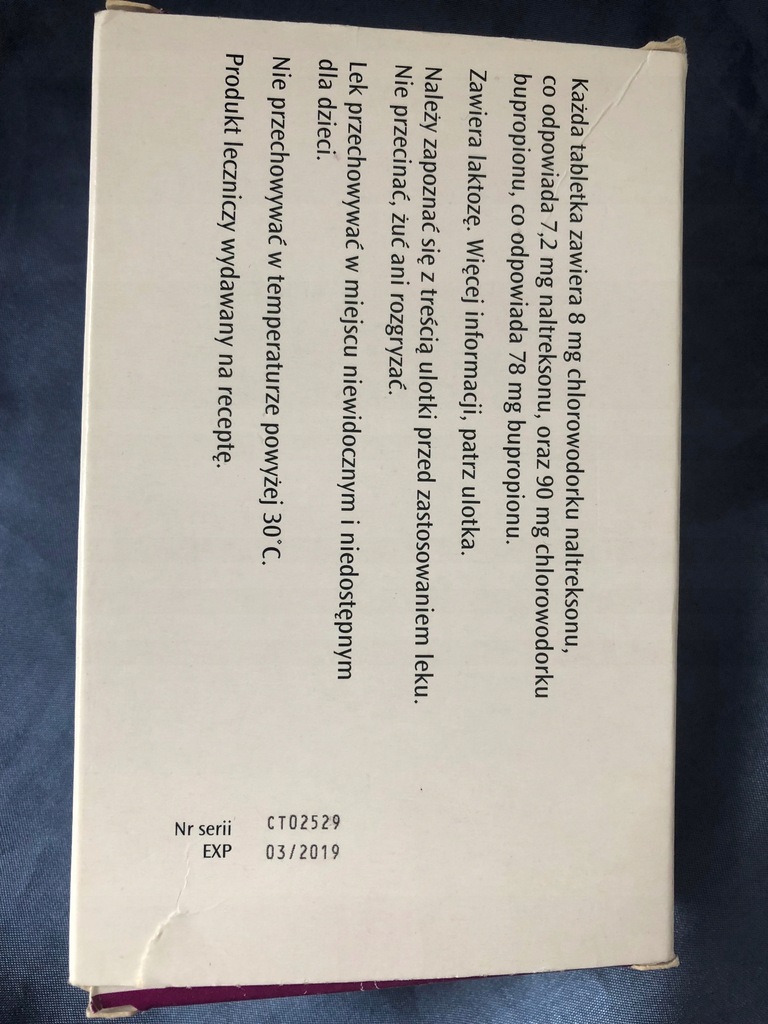 Każda tabletka zawiera 8 mg chlorowodorku naltreksonu,
co odpowiada 7,2 mg naltreksonu, oraz 90 mg chlorowodorku
bupropionu, co odpowiada 78 mg bupropionu.
Zawiera laktozę. Więcej informacji, patrz ulotka.
Należy zapoznać się z treścią ulotki przed zastosowaniem leku.
Nie przecinać, żuć ani rozgryzać.
Lek przechowywać w miejscu niewidocznym i niedostępnym
dla dzieci.
Nie przechowywać w temperaturze powyżej 30°C.
Produkt leczniczy wydawany na receptę.
Nr serii CT02529
EXP 03/2019